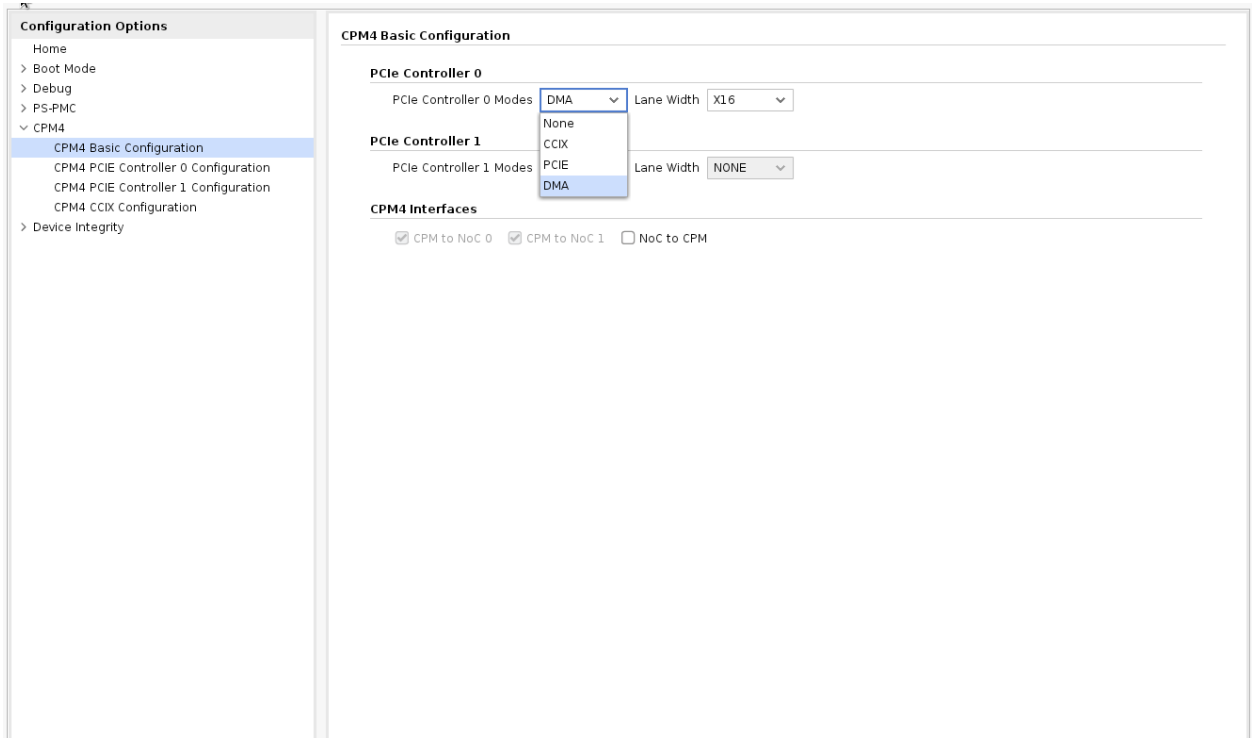 Configuration Options
Home
Boot Mode
Debug
PS-PMC
CPM4
CPM4 Basic Configuration
CPM4 PCIE Controller 0 Configuration
CPM4 PCIE Controller 1 Configuration
CPM4 CCIX Configuration
Device Integrity
CPM4 Basic Configuration
PCIe Controller 0
PCIe Controller 0 Modes DMA Lane Width X16
None
CCIX
PCIE
DMA
PCIe Controller 1
PCIe Controller 1 Modes Lane Width NONE
CPM4 Interfaces
CPM to NoC 0 CPM to NoC 1 NoC to CPM